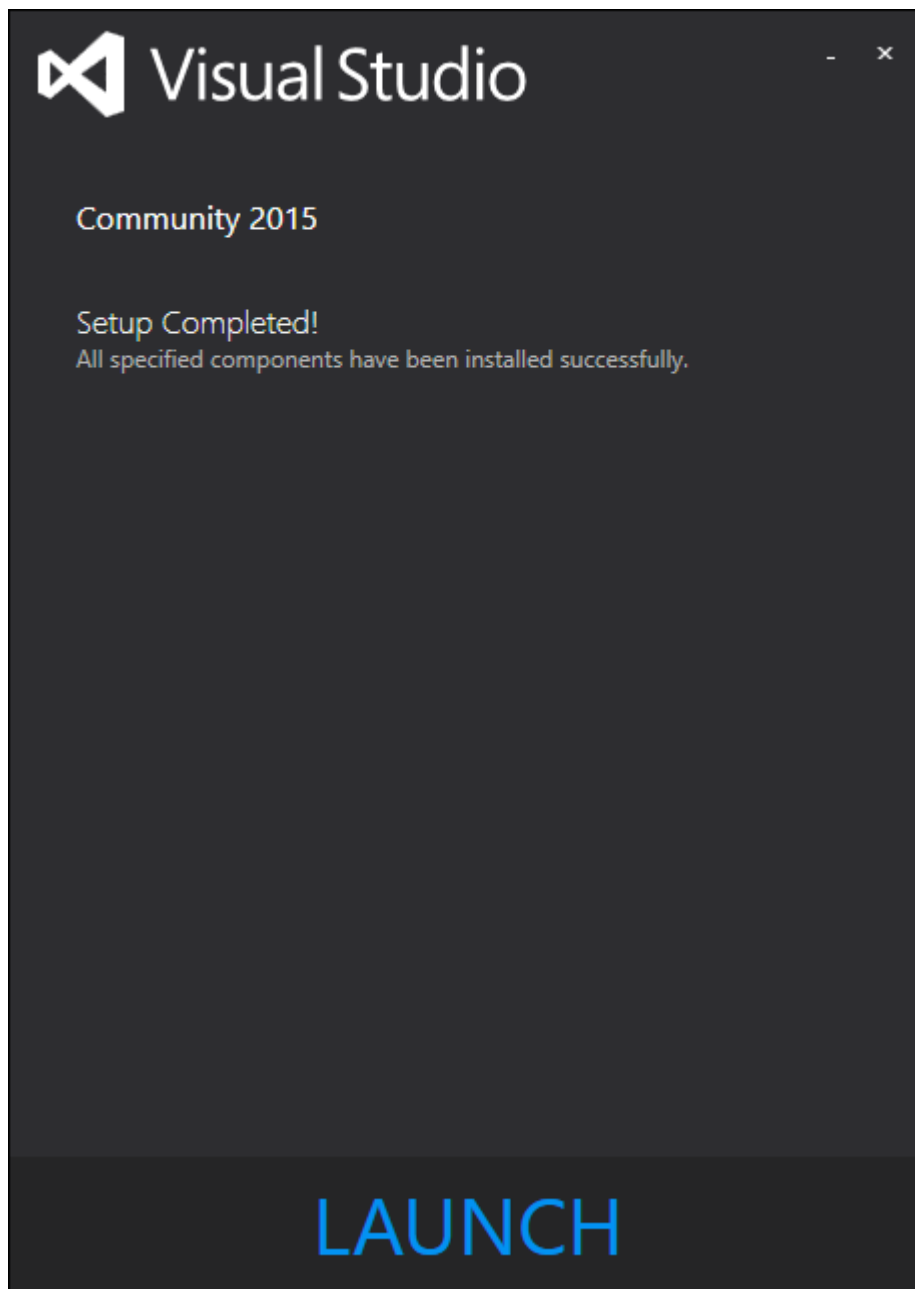 Visual Studio
Community 2015
Setup Completed!
All specified components have been installed successfully.
LAUNCH